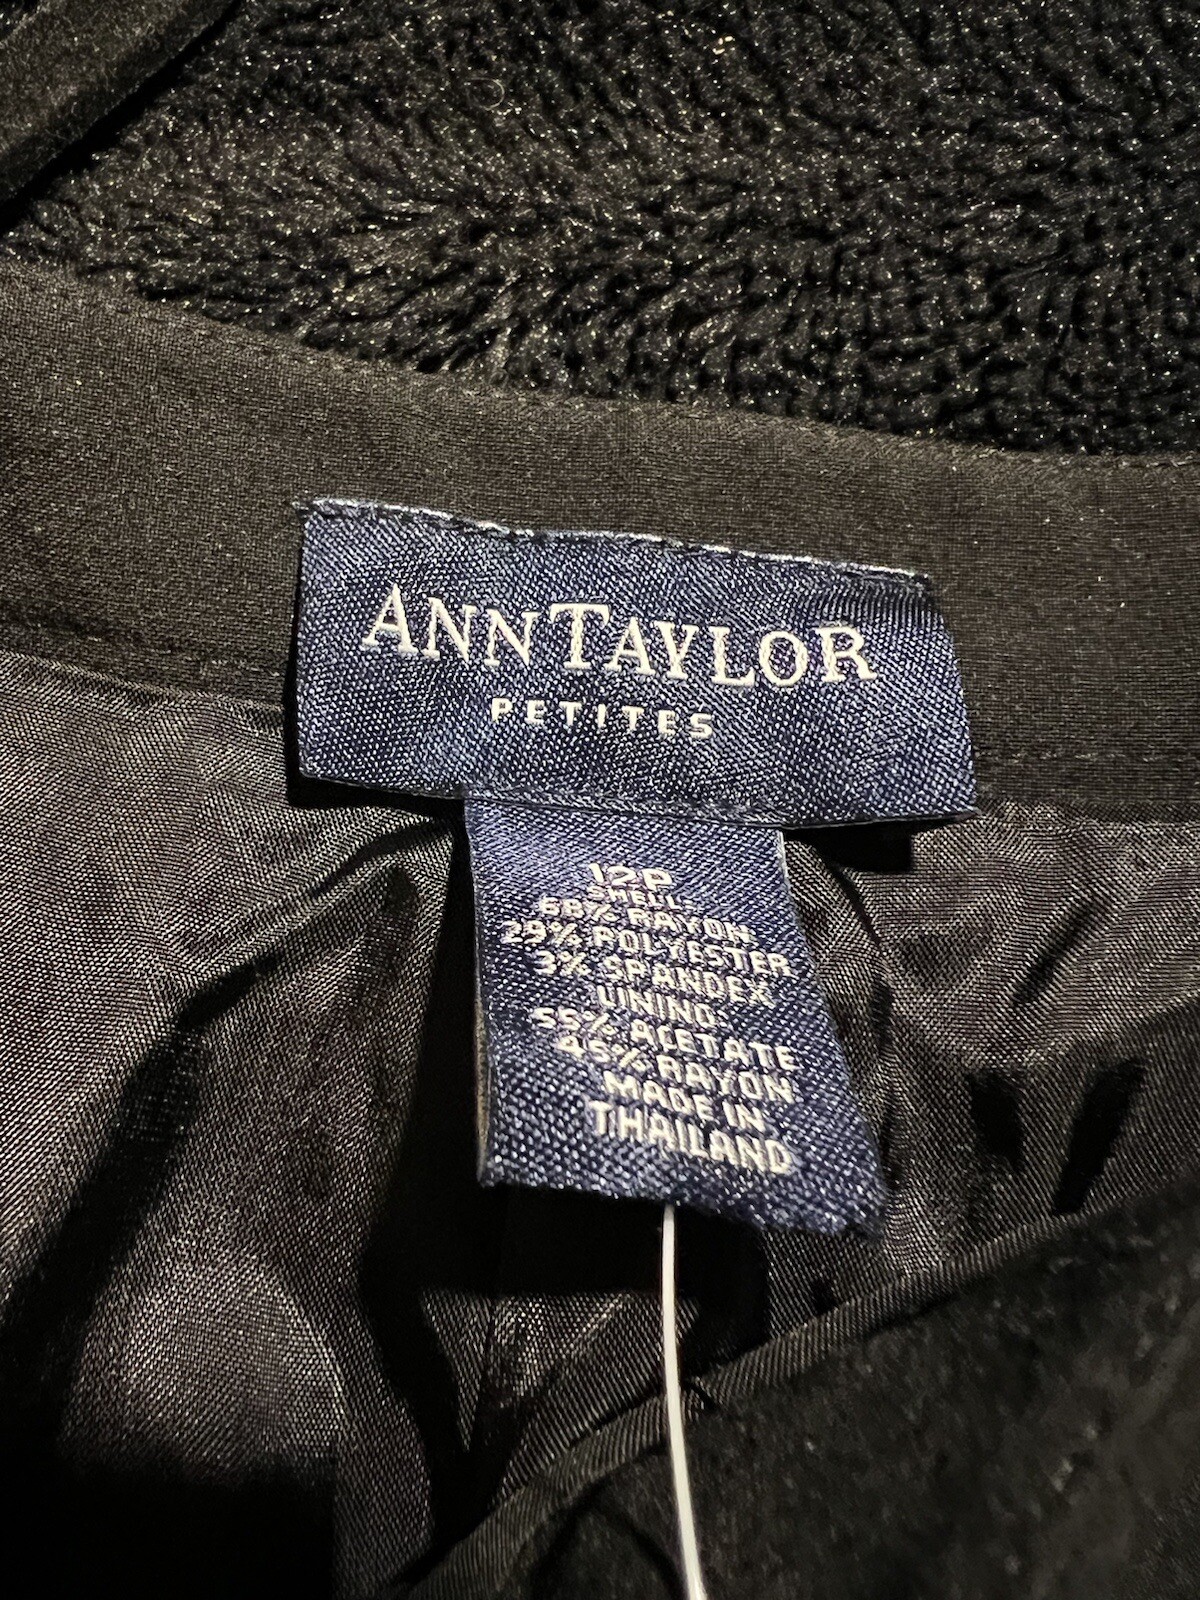 ANNTAYLOR
PETITES
12P
SHELL:
68% RAYON
29% POLYESTER
3% SPANDEX
LINING:
55% ACETATE
45% RAYON
MADE IN
THAILAND